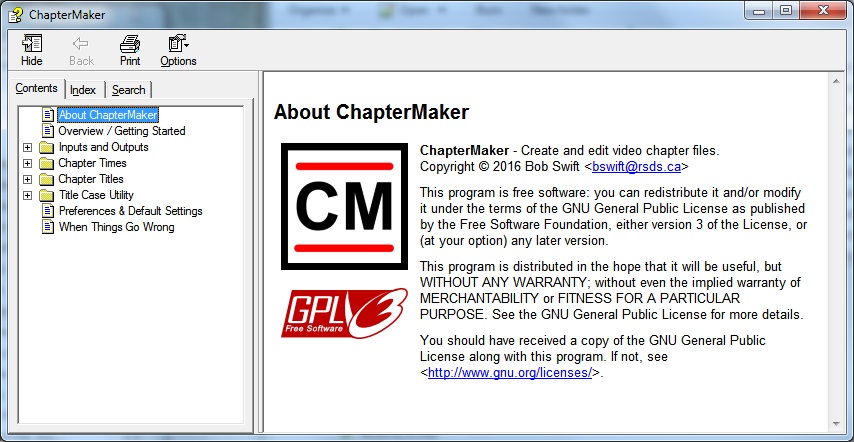 ChapterMaker
Hide
Back
Print
Options
Contents
Index
Search
About ChapterMaker
Overview / Getting Started
Inputs and Outputs
Chapter Times
Chapter Titles
Title Case Utility
Preferences & Default Settings
When Things Go Wrong
About ChapterMaker
CM
GPLv3
Free Software
ChapterMaker - Create and edit video chapter files.
Copyright © 2016 Bob Swift <bswift@rsds.ca>
This program is free software: you can redistribute it and/or modify
it under the terms of the GNU General Public License as published
by the Free Software Foundation, either version 3 of the License, or
(at your option) any later version.
This program is distributed in the hope that it will be useful, but
WITHOUT ANY WARRANTY; without even the implied warranty of
MERCHANTABILITY or FITNESS FOR A PARTICULAR
PURPOSE. See the GNU General Public License for more details.
You should have received a copy of the GNU General Public
License along with this program. If not, see
<http://www.gnu.org/licenses/>.